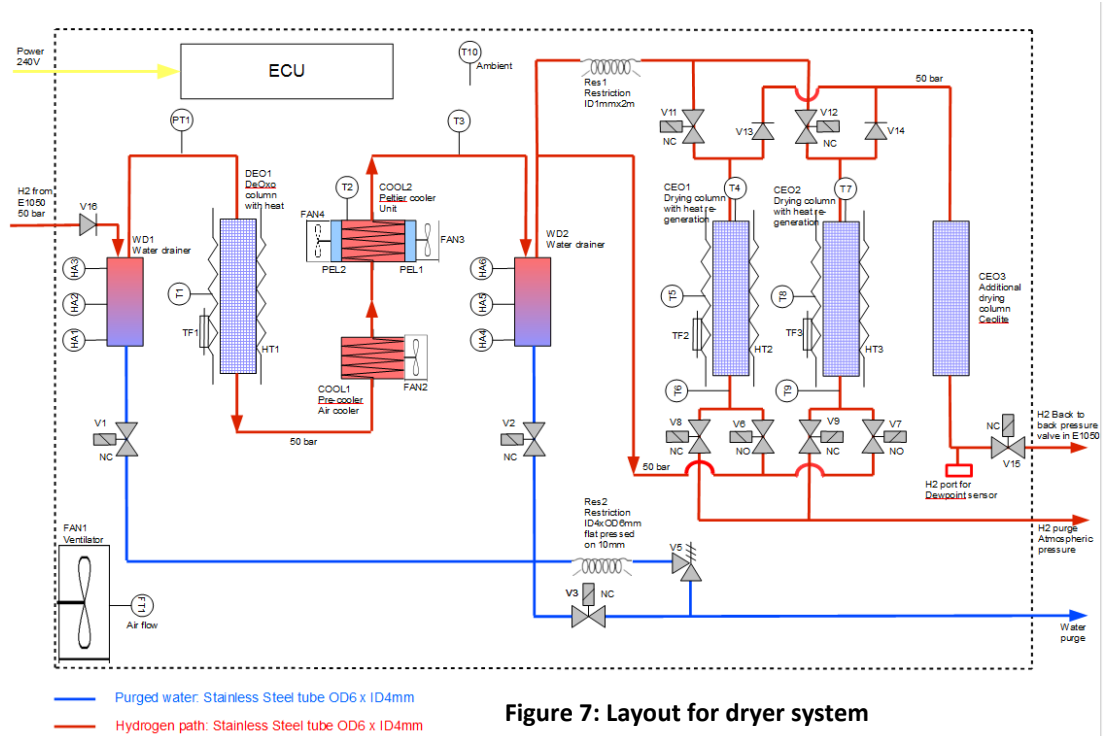 Power
240V
ECU
T10
Ambient
50 bar
Res1
Restriction
ID1mmx2m
PT1
T3
V11
NC
V12
NC
V13
V14
H2 from
E1050
50 bar
V16
DEO1
DeOxo
column
with heat
T2
COOL2
Peltier cooler
Unit
FAN4
FAN3
PEL2
PEL1
CEO1
Drying
column
with heat re-
generation
T4
CEO2
Drying
column
with heat re-
generation
T7
WD1
Water drainer
WD2
Water drainer
HA3
HA2
HA1
HA6
HA5
HA4
T1
TF1
HT1
T5
TF2
HT2
T8
TF3
HT3
CEO3
Additional
drying
column
Ceolite
COOL1
Pre-cooler
Air cooler
FAN2
T6
T9
V1
NC
50 bar
V2
NC
V8
NC
V6
NO
V9
NC
V7
NO
50 bar
NC
V15
H2 Back to
back pressure
valve in E1050
H2 port for
Dewpoint sensor
Res2
Restriction
ID4xOD6mm
flat pressed
on 10mm
V5
H2 purge
Atmospheric
pressure
FAN1
Ventilator
FT1
Air flow
V3
NC
Water
purge
Purged water: Stainless Steel tube OD6 x ID4mm
Hydrogen path: Stainless Steel tube OD6 x ID4mm
Figure 7: Layout for dryer system